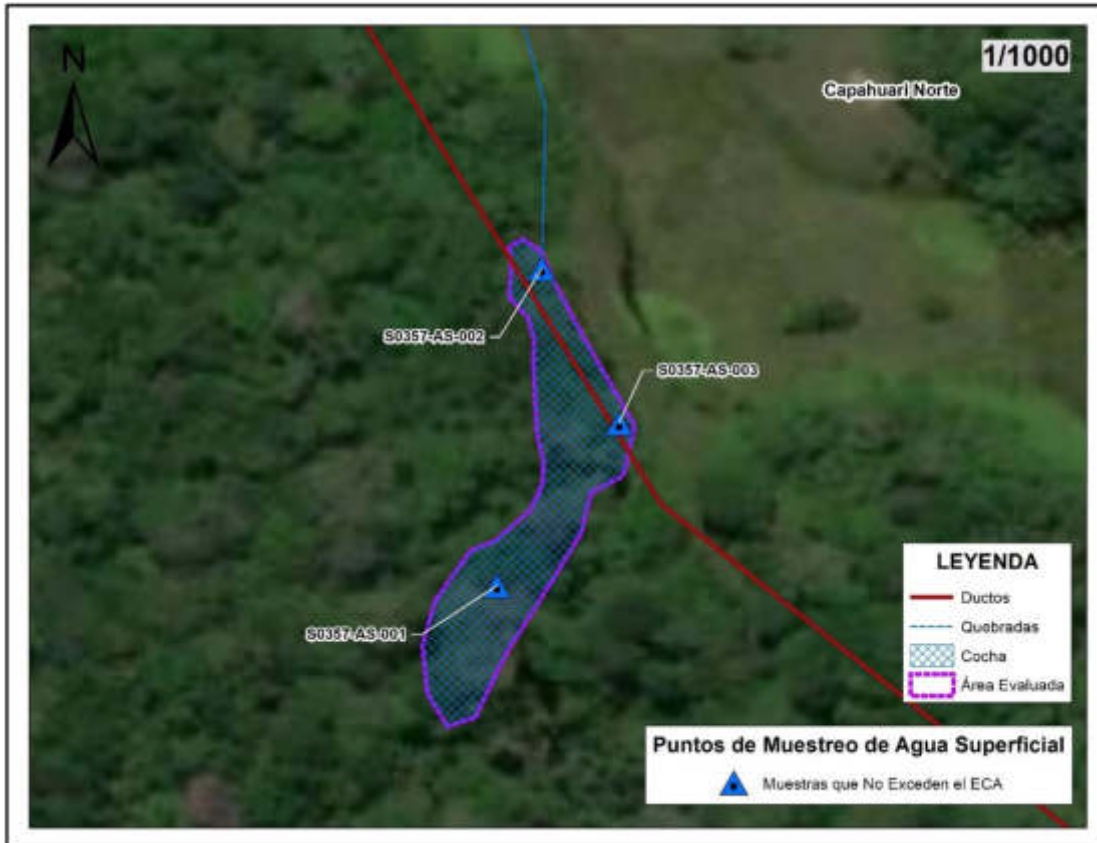 N
1/1000
Capahuari Norte
S0357-AS-002
S0357-AS-003
S0357-AS-001
LEYENDA
Ductos
Quebradas
Cocha
Área Evaluada
Puntos de Muestreo de Agua Superficial
Muestras que No Exceden el ECA